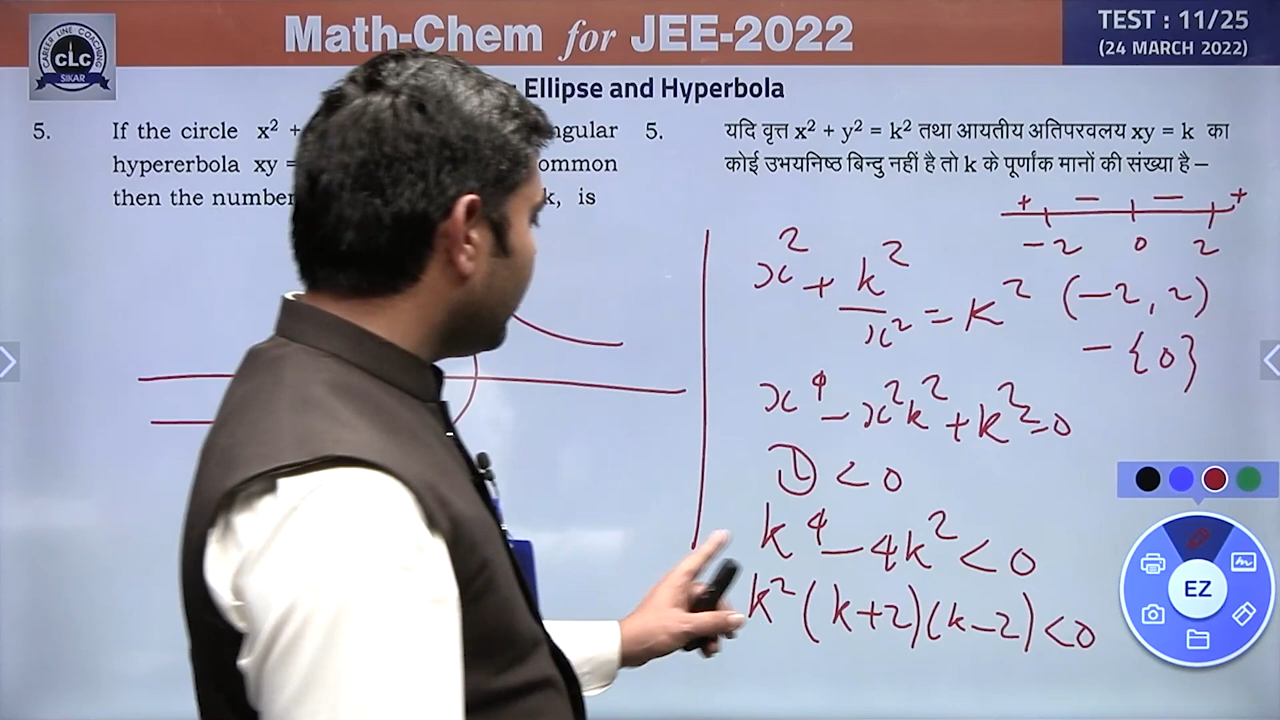 Math-Chem for JEE-2022
TEST : 11/25
(24 MARCH 2022)
CAREER LINE COACHING
CLC
SIKAR
Ellipse and Hyperbola
5. If the circle x² +
hypererbola xy = ommon
then the number k, is
5. यदि वृत्त x² + y² = k² तथा आयतीय अतिपरवलय xy = k का
कोई उभयनिष्ठ बिन्दु नहीं है तो k के पूर्णांक मानों की संख्या है –
+ − − +
−2 0 2
x² + k²/x² = k²
(−2, 2)
− {0}
x⁴ − x²k² + k² = 0
D < 0
k⁴ − 4k² < 0
k² (k+2)(k−2) < 0
EZ